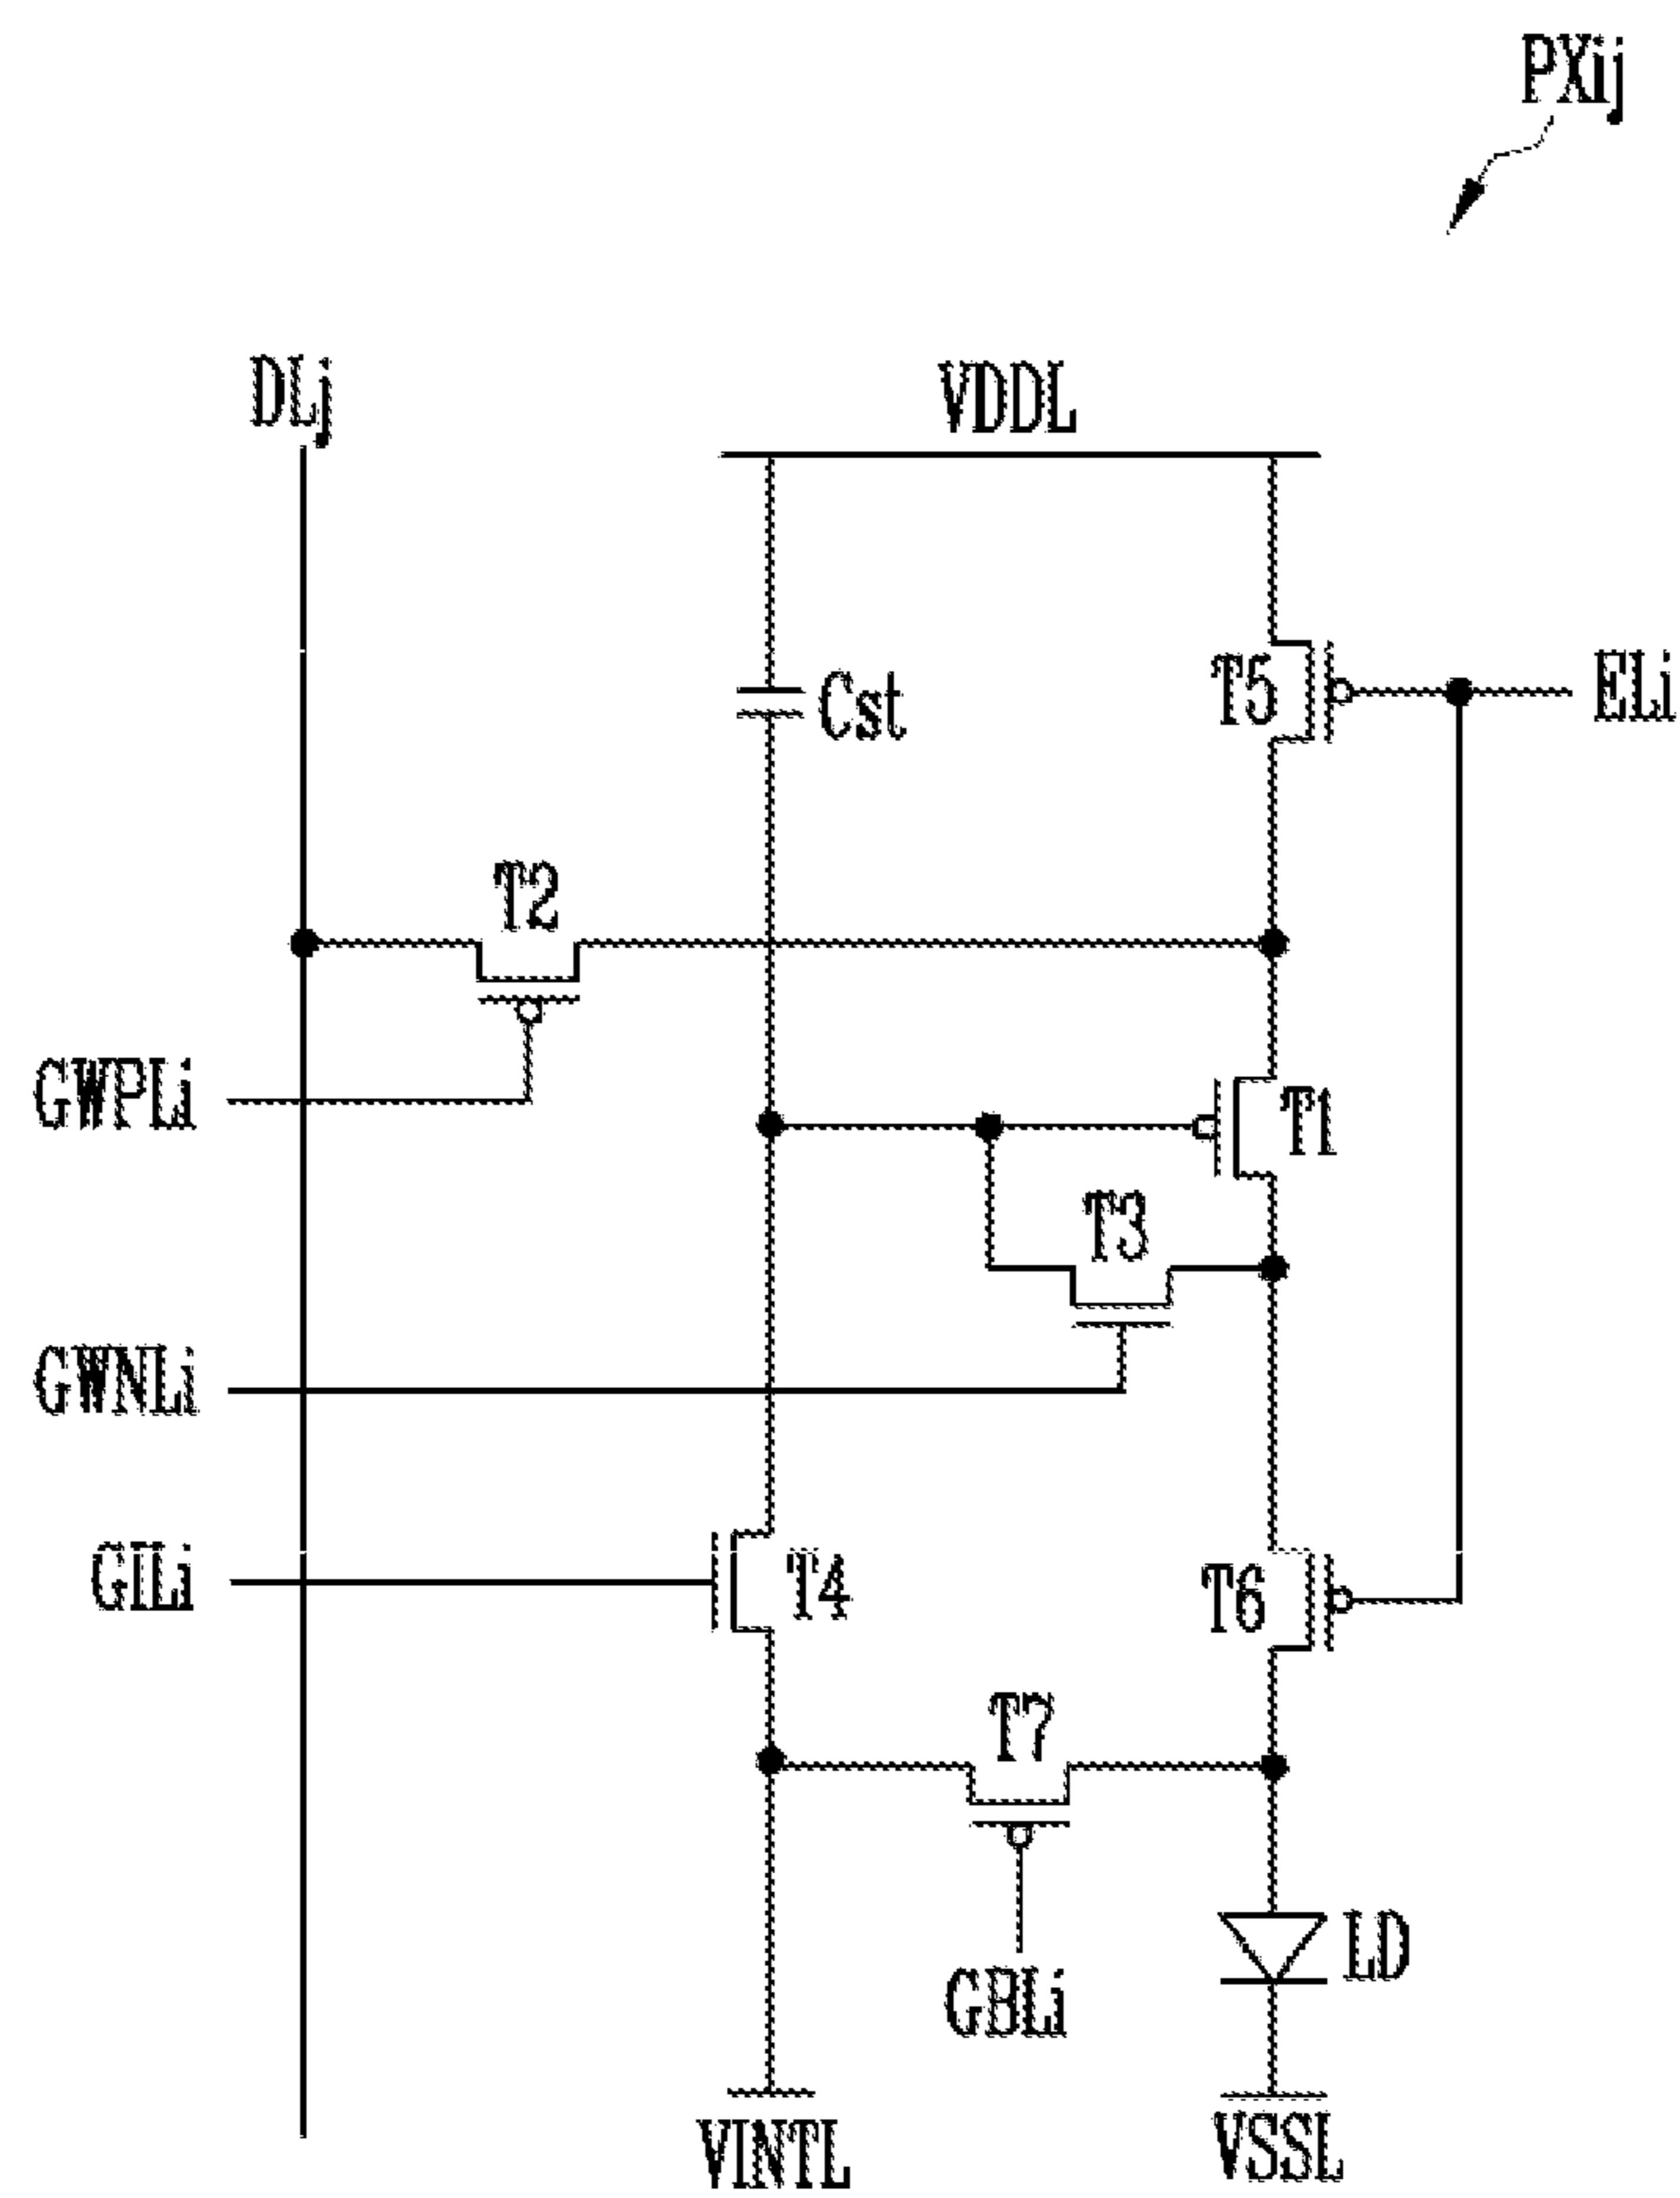 PXij
DLj
VDDL
Cst
T5
ELi
T2
GWPLi
T1
T3
GWNLi
GILi
T4
T6
T7
LD
GBLi
VINTL
VSSL